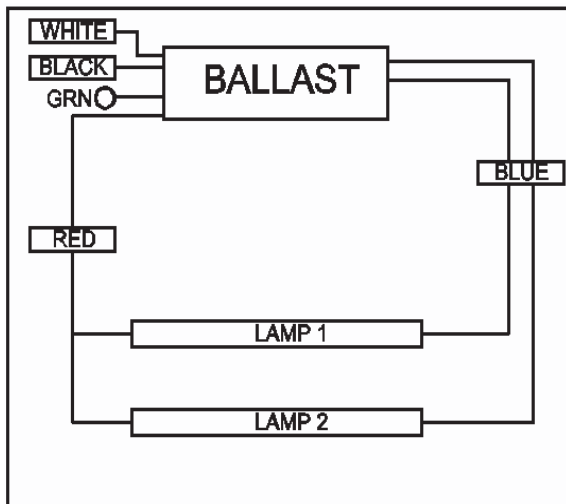 WHITE
BLACK
GRN
BALLAST
BLUE
RED
LAMP 1
LAMP 2